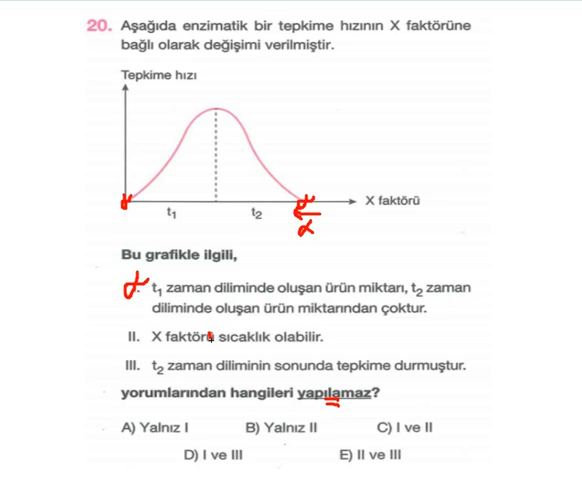 20. Aşağıda enzimatik bir tepkime hızının X faktörüne
bağlı olarak değişimi verilmiştir.
Tepkime hızı
X faktörü
t₁ t₂
Bu grafikle ilgili,
t₁ zaman diliminde oluşan ürün miktarı, t₂ zaman
diliminde oluşan ürün miktarından çoktur.
II. X faktörü sıcaklık olabilir.
III. t₂ zaman diliminin sonunda tepkime durmuştur.
yorumlarından hangileri yapılamaz?
A) Yalnız I B) Yalnız II C) I ve II
D) I ve III E) II ve III